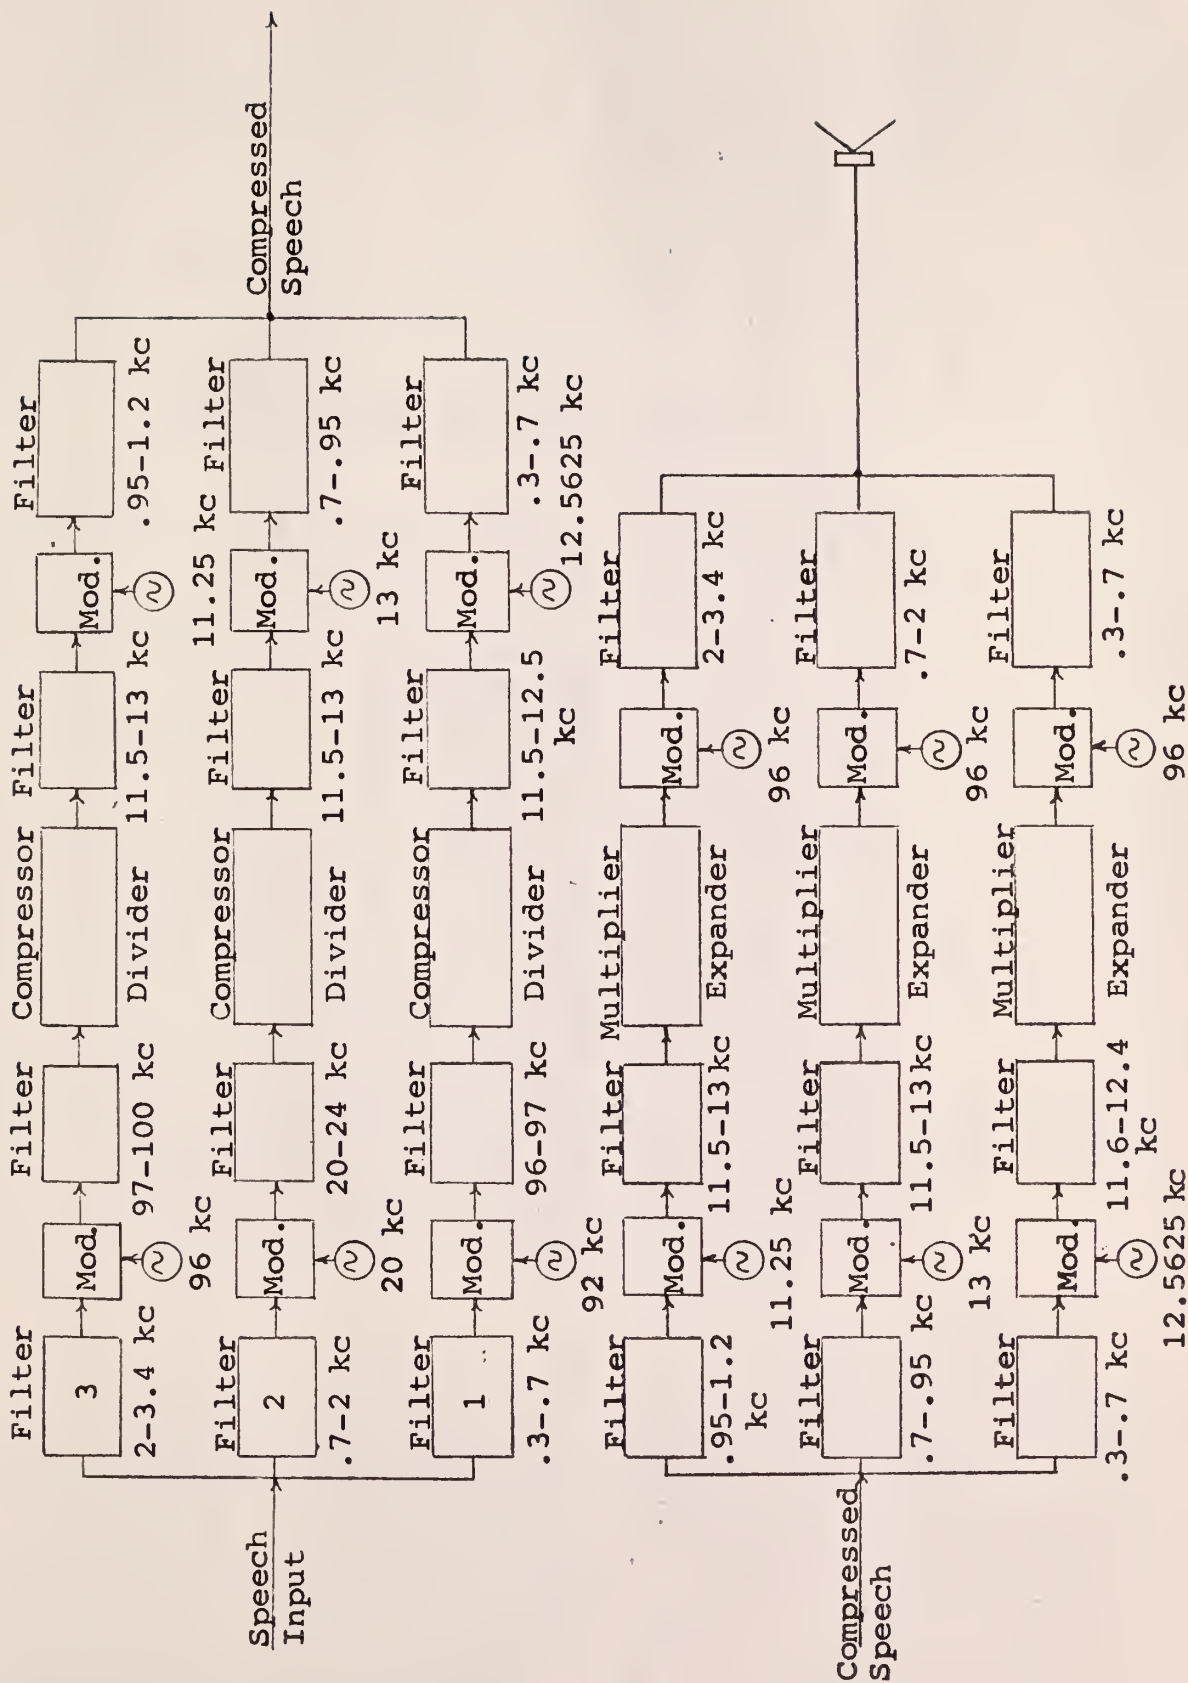 Speech
Input
Filter
3
2-3.4 kc
Mod.
96 kc
Filter
97-100 kc
Compressor
Divider
Filter
11.5-13 kc
Mod.
11.25 kc
Filter
.95-1.2 kc
Filter
2
.7-2 kc
Mod.
20 kc
Filter
20-24 kc
Compressor
Divider
Filter
11.5-13 kc
Mod.
13 kc
Filter
.7-.95 kc
Filter
1
.3-.7 kc
Mod.
92 kc
Filter
96-97 kc
Compressor
Divider
Filter
11.5-12.5
kc
Mod.
12.5625 kc
Filter
.3-.7 kc
Compressed
Speech
Compressed
Speech
Filter
.95-1.2
kc
Mod.
11.25 kc
Filter
11.5-13 kc
Multiplier
Expander
Mod.
96 kc
Filter
2-3.4 kc
Filter
.7-.95 kc
Mod.
13 kc
Filter
11.5-13 kc
Multiplier
Expander
Mod.
96 kc
Filter
.7-2 kc
.3-.7 kc
Mod.
12.5625 kc
Filter
11.6-12.4
kc
Multiplier
Expander
Mod.
96 kc
Filter
.3-.7 kc